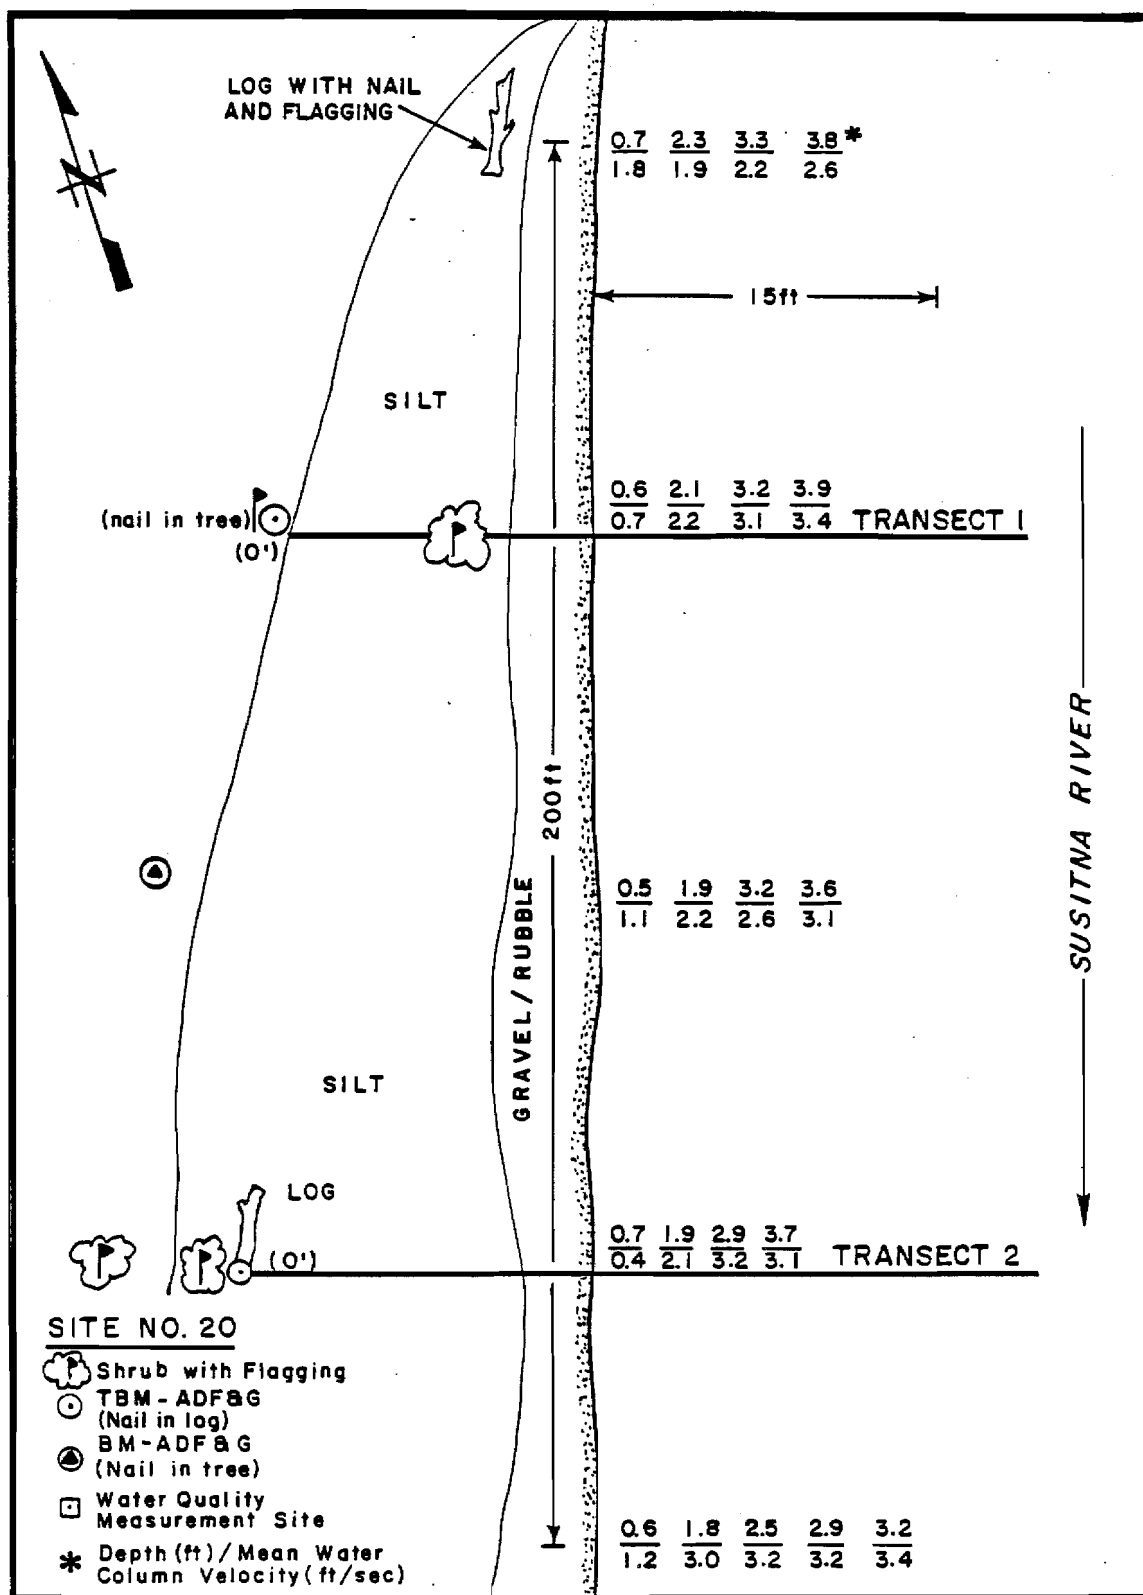 LOG WITH NAIL
AND FLAGGING
0.7 2.3 3.3 3.8*
1.8 1.9 2.2 2.6
N
15ft
SILT
0.6 2.1 3.2 3.9
0.7 2.2 3.1 3.4 TRANSECT 1
(nail in tree)
(0')
200ft
SUSITNA RIVER
0.5 1.9 3.2 3.6
1.1 2.2 2.6 3.1
GRAVEL/RUBBLE
SILT
LOG
(0')
0.7 1.9 2.9 3.7
0.4 2.1 3.2 3.1 TRANSECT 2
SITE NO. 20
Shrub with Flagging
TBM-ADF&G
(Nail in log)
BM-ADF&G
(Nail in tree)
Water Quality
Measurement Site
* Depth (ft)/Mean Water
Column Velocity (ft/sec)
0.6 1.8 2.5 2.9 3.2
1.2 3.0 3.2 3.2 3.4